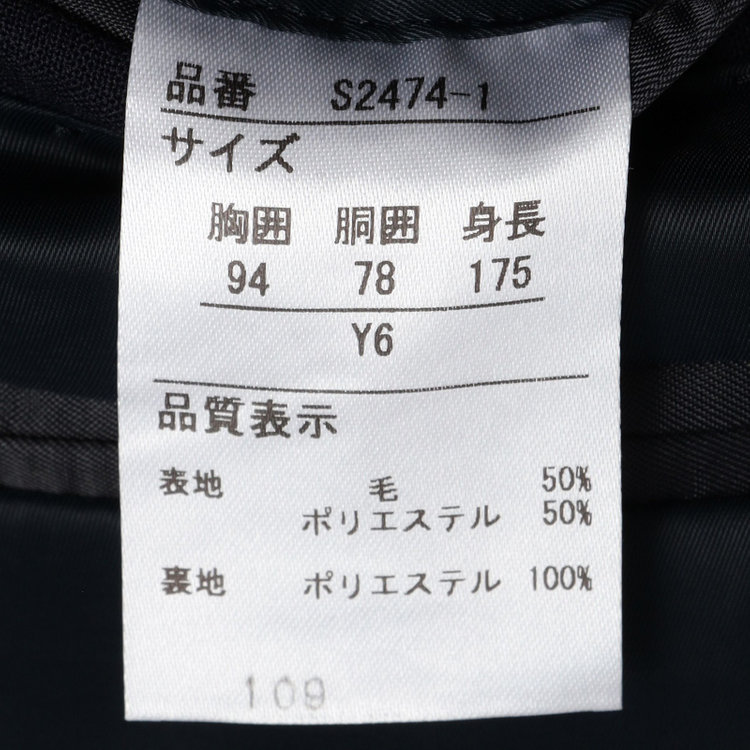 品番 S2474-1
サイズ
胸囲 胴囲 身長
94 78 175
Y6
品質表示
表地 毛 50%
ポリエステル 50%
裏地 ポリエステル 100%
109